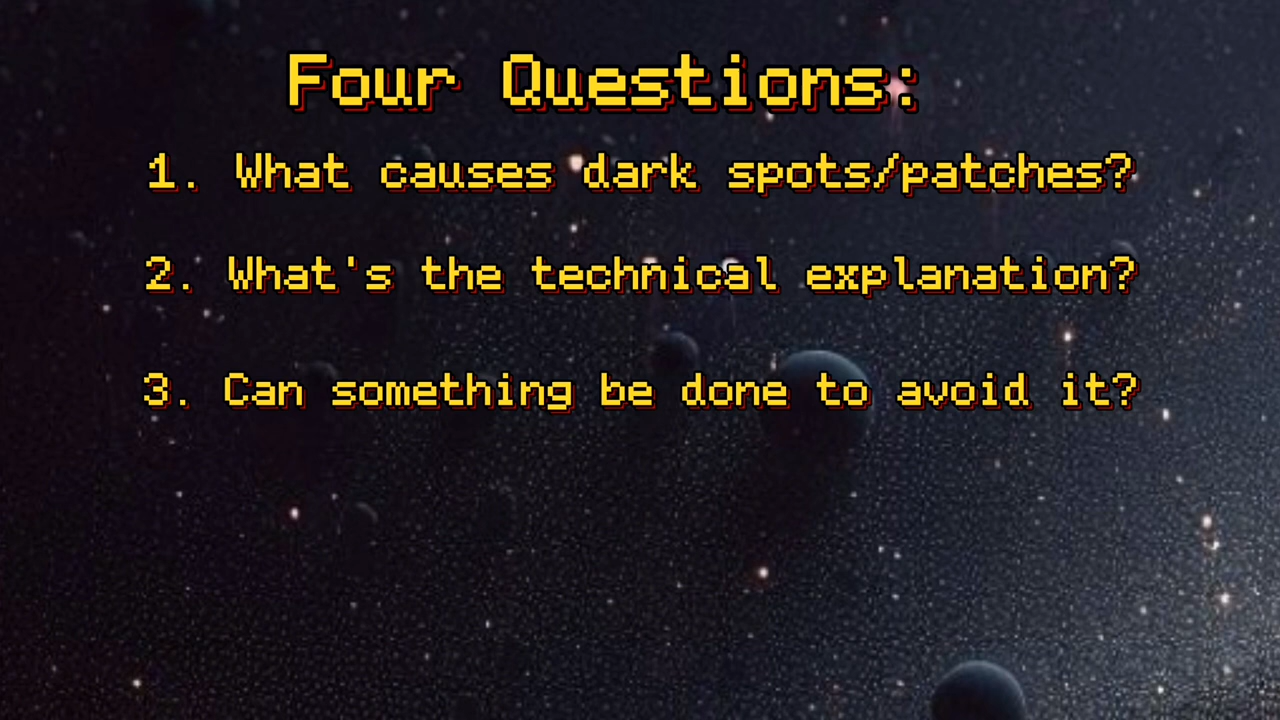 Four Questions:
1. What causes dark spots/patches?
2. What's the technical explanation?
3. Can something be done to avoid it?